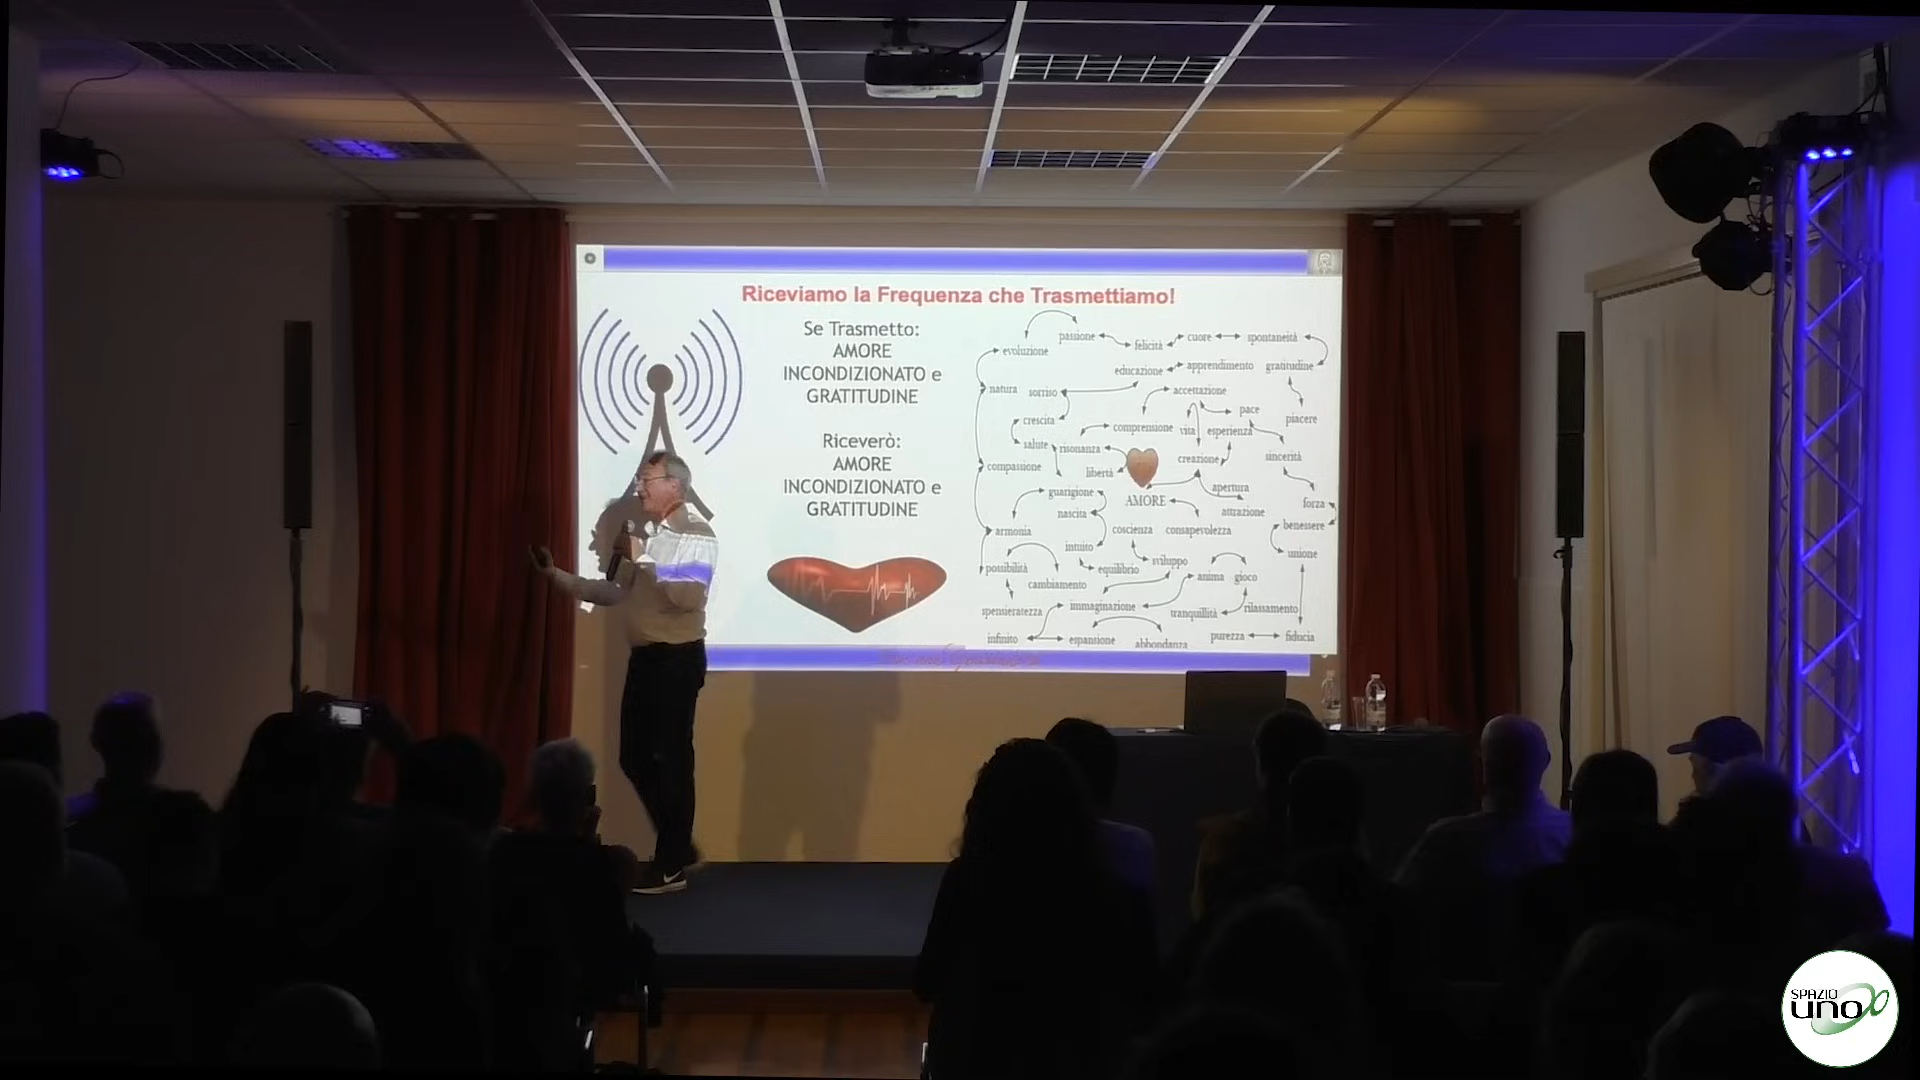 Riceviamo la Frequenza che Trasmettiamo!
Se Trasmetto:
AMORE
INCONDIZIONATO e
GRATITUDINE
Riceverò:
AMORE
INCONDIZIONATO e
GRATITUDINE
passione
felicità
cuore
spontaneità
evoluzione
educazione
apprendimento
gratitudine
natura
sorriso
accettazione
crescita
comprensione
vita
pace
esperienza
piacere
salute
risonanza
creazione
sincerità
compassione
libertà
AMORE
apertura
guarigione
nascita
attrazione
forza
armonia
coscienza
consapevolezza
benessere
intuito
possibilità
equilibrio
sviluppo
unione
cambiamento
anima
gioco
spensieratezza
immaginazione
tranquillità
rilassamento
infinito
espansione
abbondanza
purezza
fiducia
SPAZIO
uno